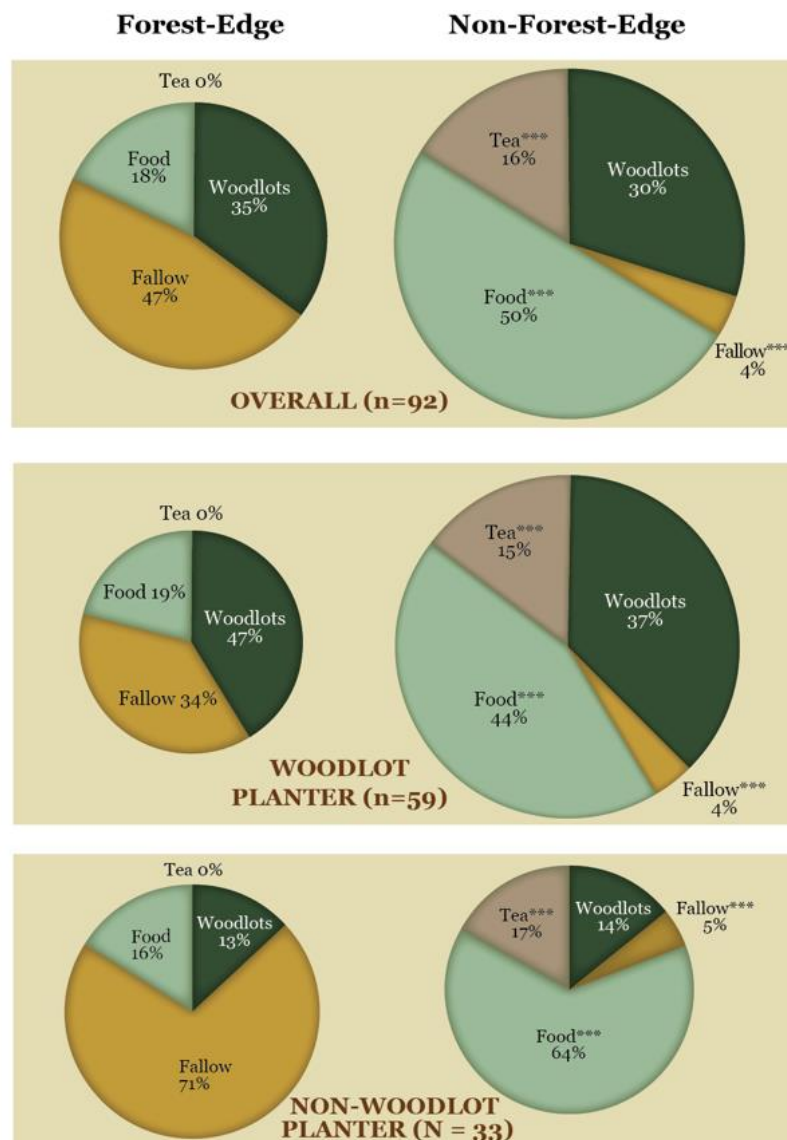 Forest-Edge
Non-Forest-Edge
Tea 0%
Food
18%
Woodlots
35%
Fallow
47%
Tea***
16%
Woodlots
30%
Food***
50%
Fallow***
4%
OVERALL (n=92)
Tea 0%
Food 19%
Woodlots
47%
Fallow 34%
Tea***
15%
Woodlots
37%
Food***
44%
Fallow***
4%
WOODLOT
PLANTER (n=59)
Tea 0%
Food
16%
Woodlots
13%
Fallow
71%
Tea***
17%
Woodlots
14%
Fallow***
5%
Food***
64%
NON-WOODLOT
PLANTER (N = 33)